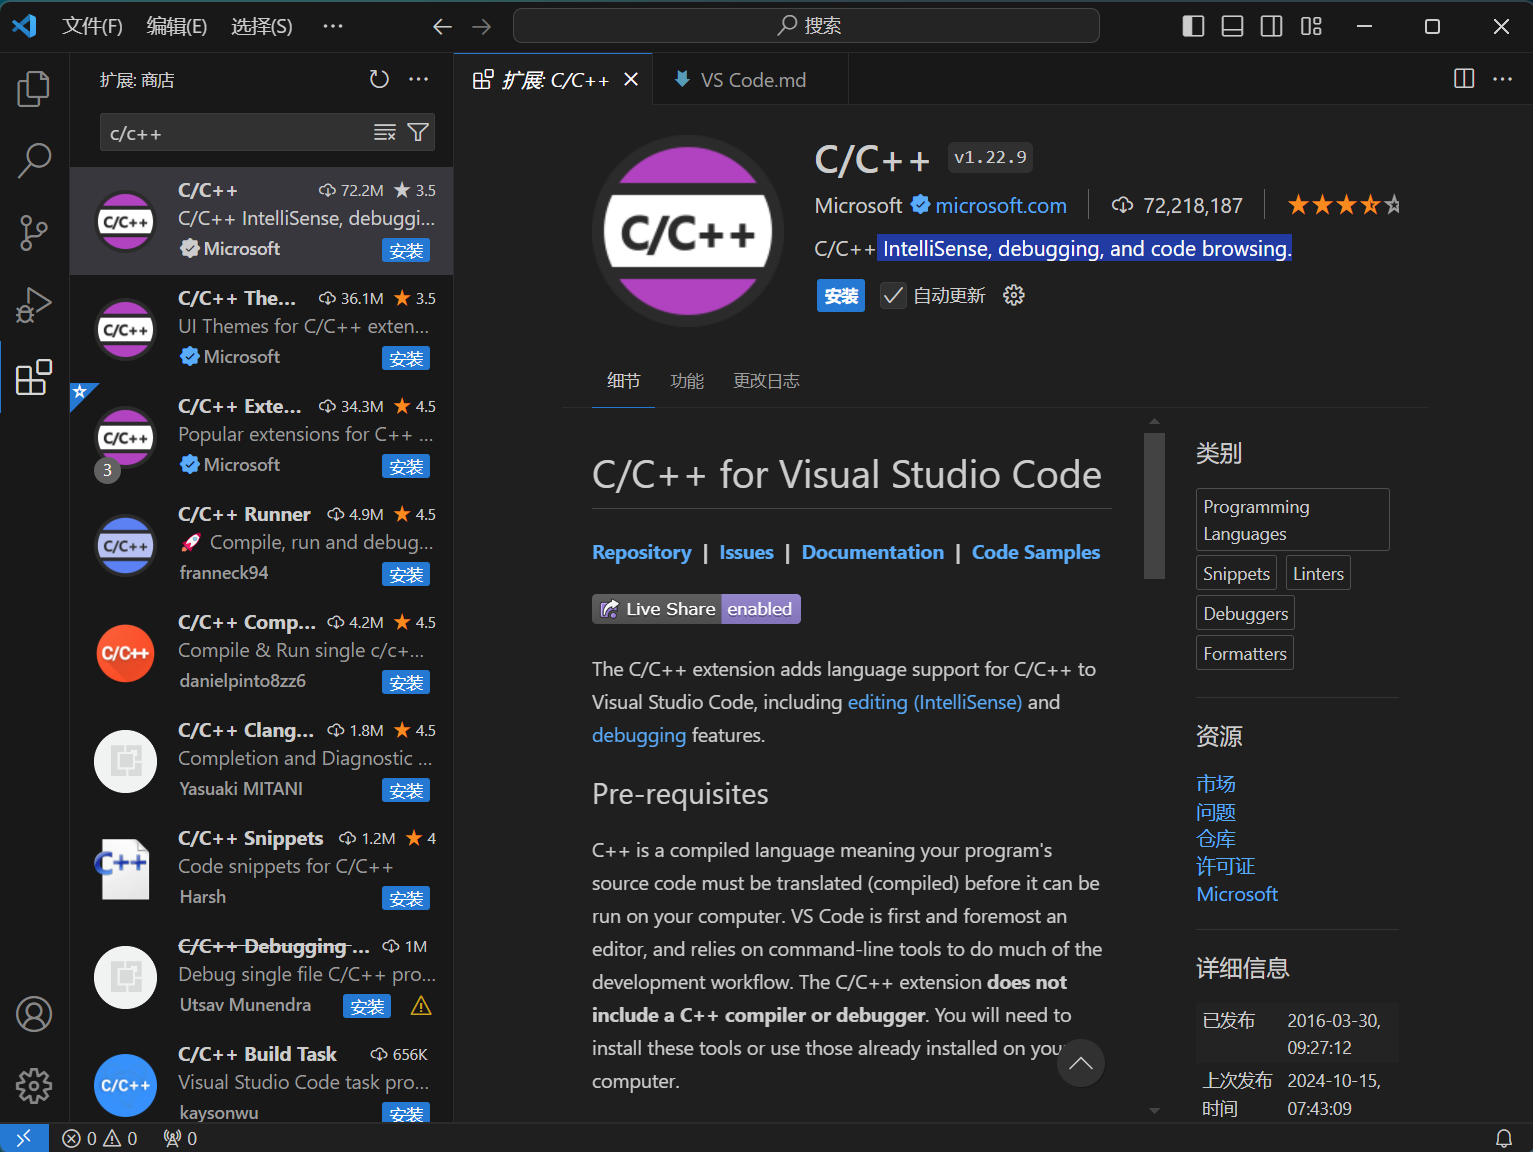 文件(F) 编辑(E) 选择(S) ··· 搜索
扩展: 商店
c/c++
C/C++ 72.2M 3.5
C/C++ IntelliSense, debuggi...
Microsoft 安装
C/C++ The... 36.1M 3.5
UI Themes for C/C++ exten...
Microsoft 安装
C/C++ Exte... 34.3M 4.5
Popular extensions for C++ ...
3 Microsoft 安装
C/C++ Runner 4.9M 4.5
🚀 Compile, run and debug...
franneck94 安装
C/C++ Comp... 4.2M 4.5
Compile & Run single c/c+...
danielpinto8zz6 安装
C/C++ Clang... 1.8M 4.5
Completion and Diagnostic ...
Yasuaki MITANI 安装
C/C++ Snippets 1.2M 4
Code snippets for C/C++
Harsh 安装
C/C++ Debugging ... 1M
Debug single file C/C++ pro...
Utsav Munendra 安装
C/C++ Build Task 656K
Visual Studio Code task pro...
kaysonwu 安装
C/C++
C/C++
C/C++
C/C++
C/C++
C++
C/C++
扩展: C/C++ VS Code.md
C/C++
C/C++ v1.22.9
Microsoft microsoft.com 72,218,187
C/C++ IntelliSense, debugging, and code browsing.
安装 自动更新
细节 功能 更改日志
C/C++ for Visual Studio Code
Repository | Issues | Documentation | Code Samples
Live Share enabled
The C/C++ extension adds language support for C/C++ to
Visual Studio Code, including editing (IntelliSense) and
debugging features.
Pre-requisites
C++ is a compiled language meaning your program's
source code must be translated (compiled) before it can be
run on your computer. VS Code is first and foremost an
editor, and relies on command-line tools to do much of the
development workflow. The C/C++ extension does not
include a C++ compiler or debugger. You will need to
install these tools or use those already installed on your
computer.
类别
Programming
Languages
Snippets Linters
Debuggers
Formatters
资源
市场
问题
仓库
许可证
Microsoft
详细信息
已发布 2016-03-30,
09:27:12
上次发布 2024-10-15,
时间 07:43:09
0 0 0